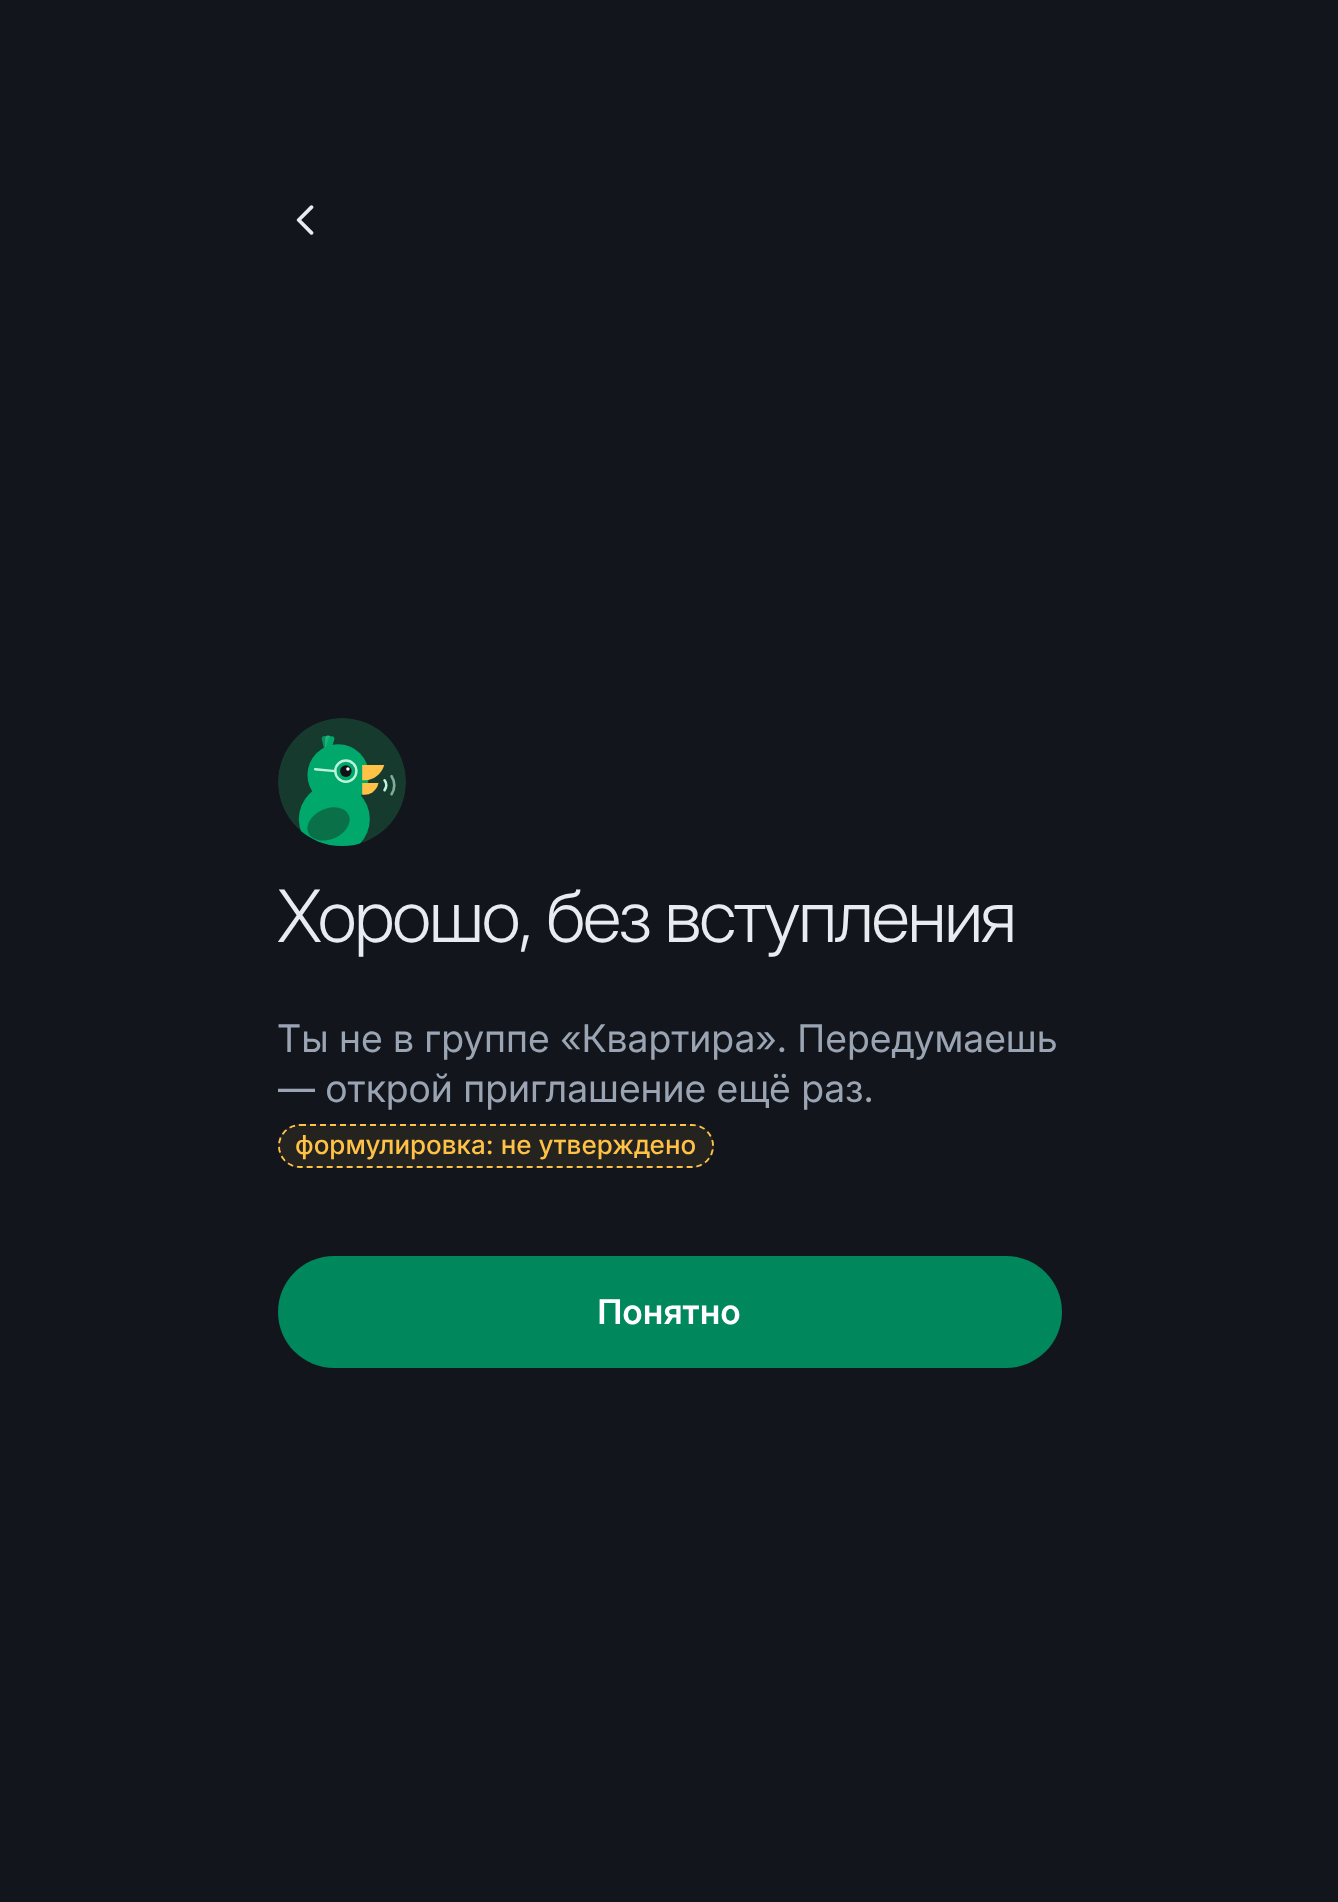 Хорошо, без вступления
Ты не в группе «Квартира». Передумаешь
— открой приглашение ещё раз.
формулировка: не утверждено
Понятно